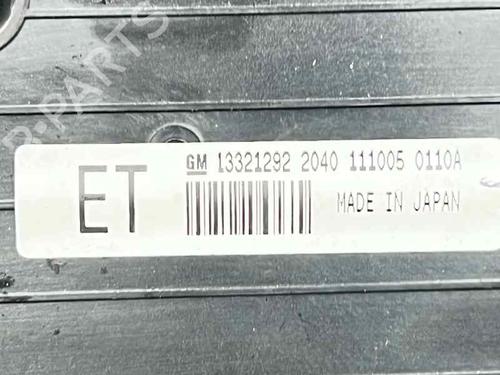 B-PARTS
GM 13321292 2040 111005 0110A
ET
MADE IN JAPAN